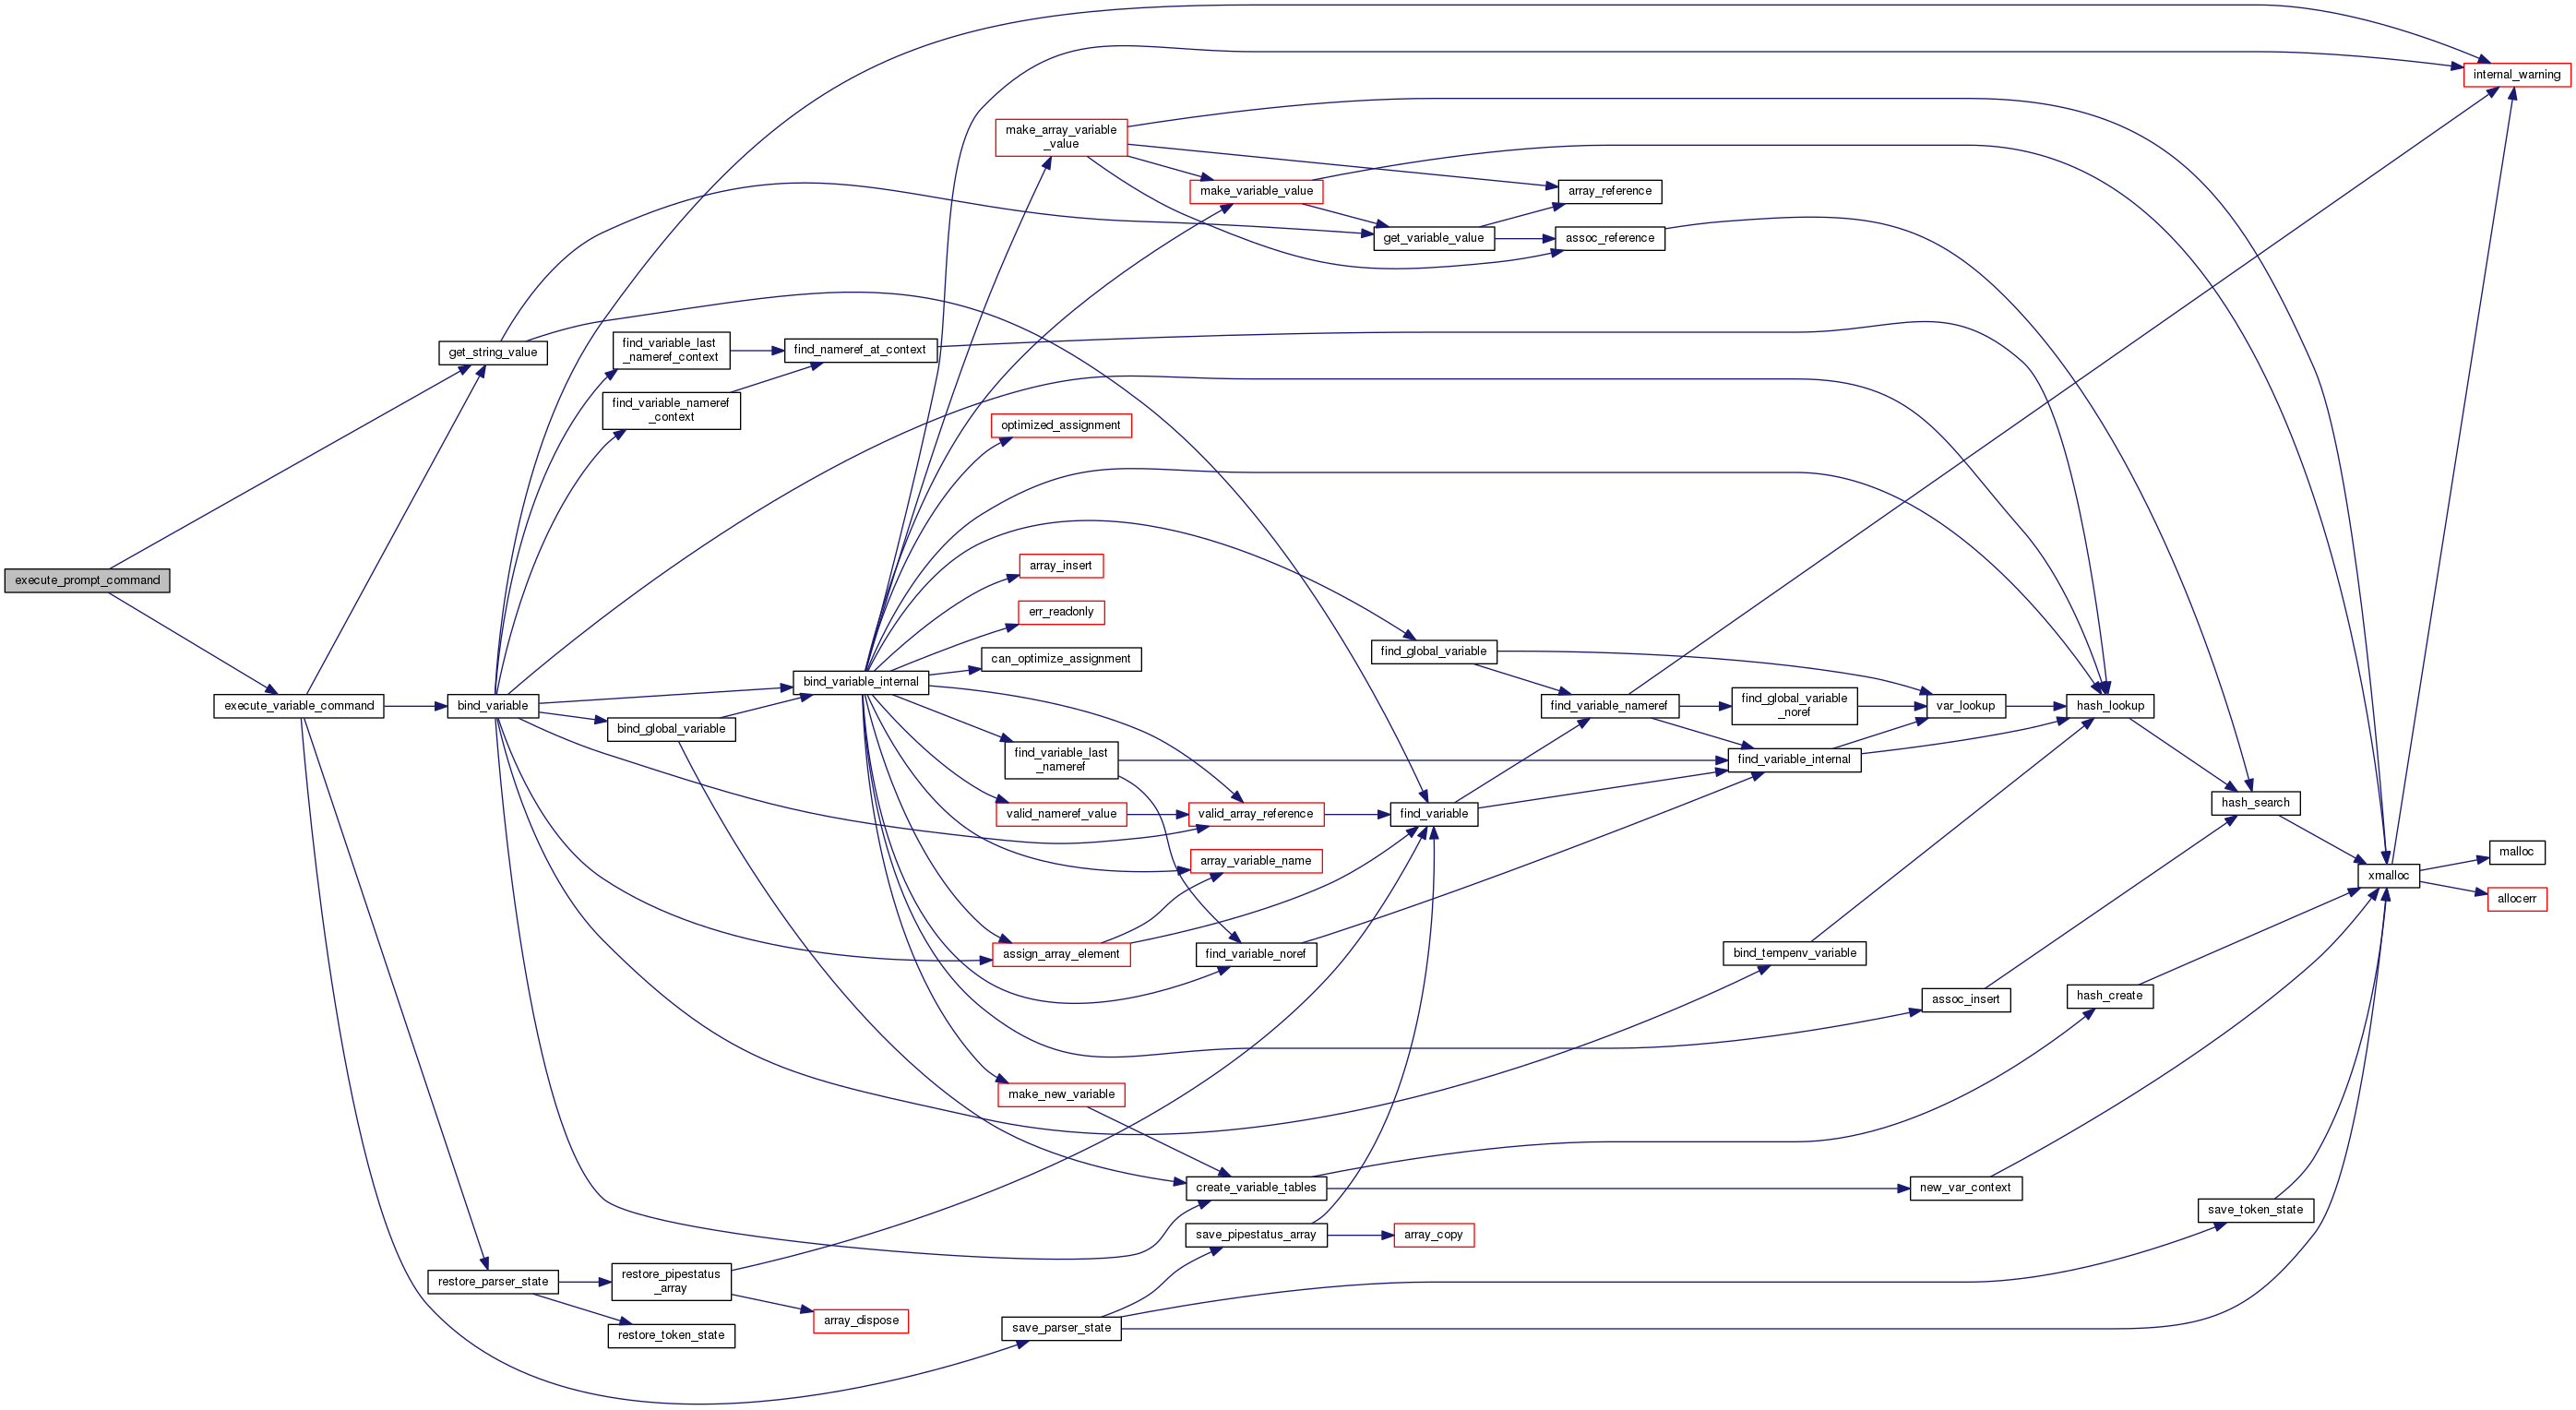 internal_warning
make_array_variable
_value
make_variable_value
array_reference
get_variable_value
assoc_reference
get_string_value
find_variable_last
_nameref_context
find_nameref_at_context
find_variable_nameref
_context
optimized_assignment
array_insert
execute_prompt_command
err_readonly
can_optimize_assignment
find_global_variable
bind_variable_internal
execute_variable_command
bind_variable
bind_global_variable
find_variable_nameref
find_global_variable
_noref
var_lookup
hash_lookup
find_variable_last
_nameref
find_variable_internal
hash_search
valid_nameref_value
valid_array_reference
find_variable
array_variable_name
malloc
xmalloc
allocerr
assign_array_element
find_variable_noref
bind_tempenv_variable
assoc_insert
hash_create
make_new_variable
create_variable_tables
new_var_context
save_token_state
save_pipestatus_array
array_copy
restore_parser_state
restore_pipestatus
_array
array_dispose
save_parser_state
restore_token_state